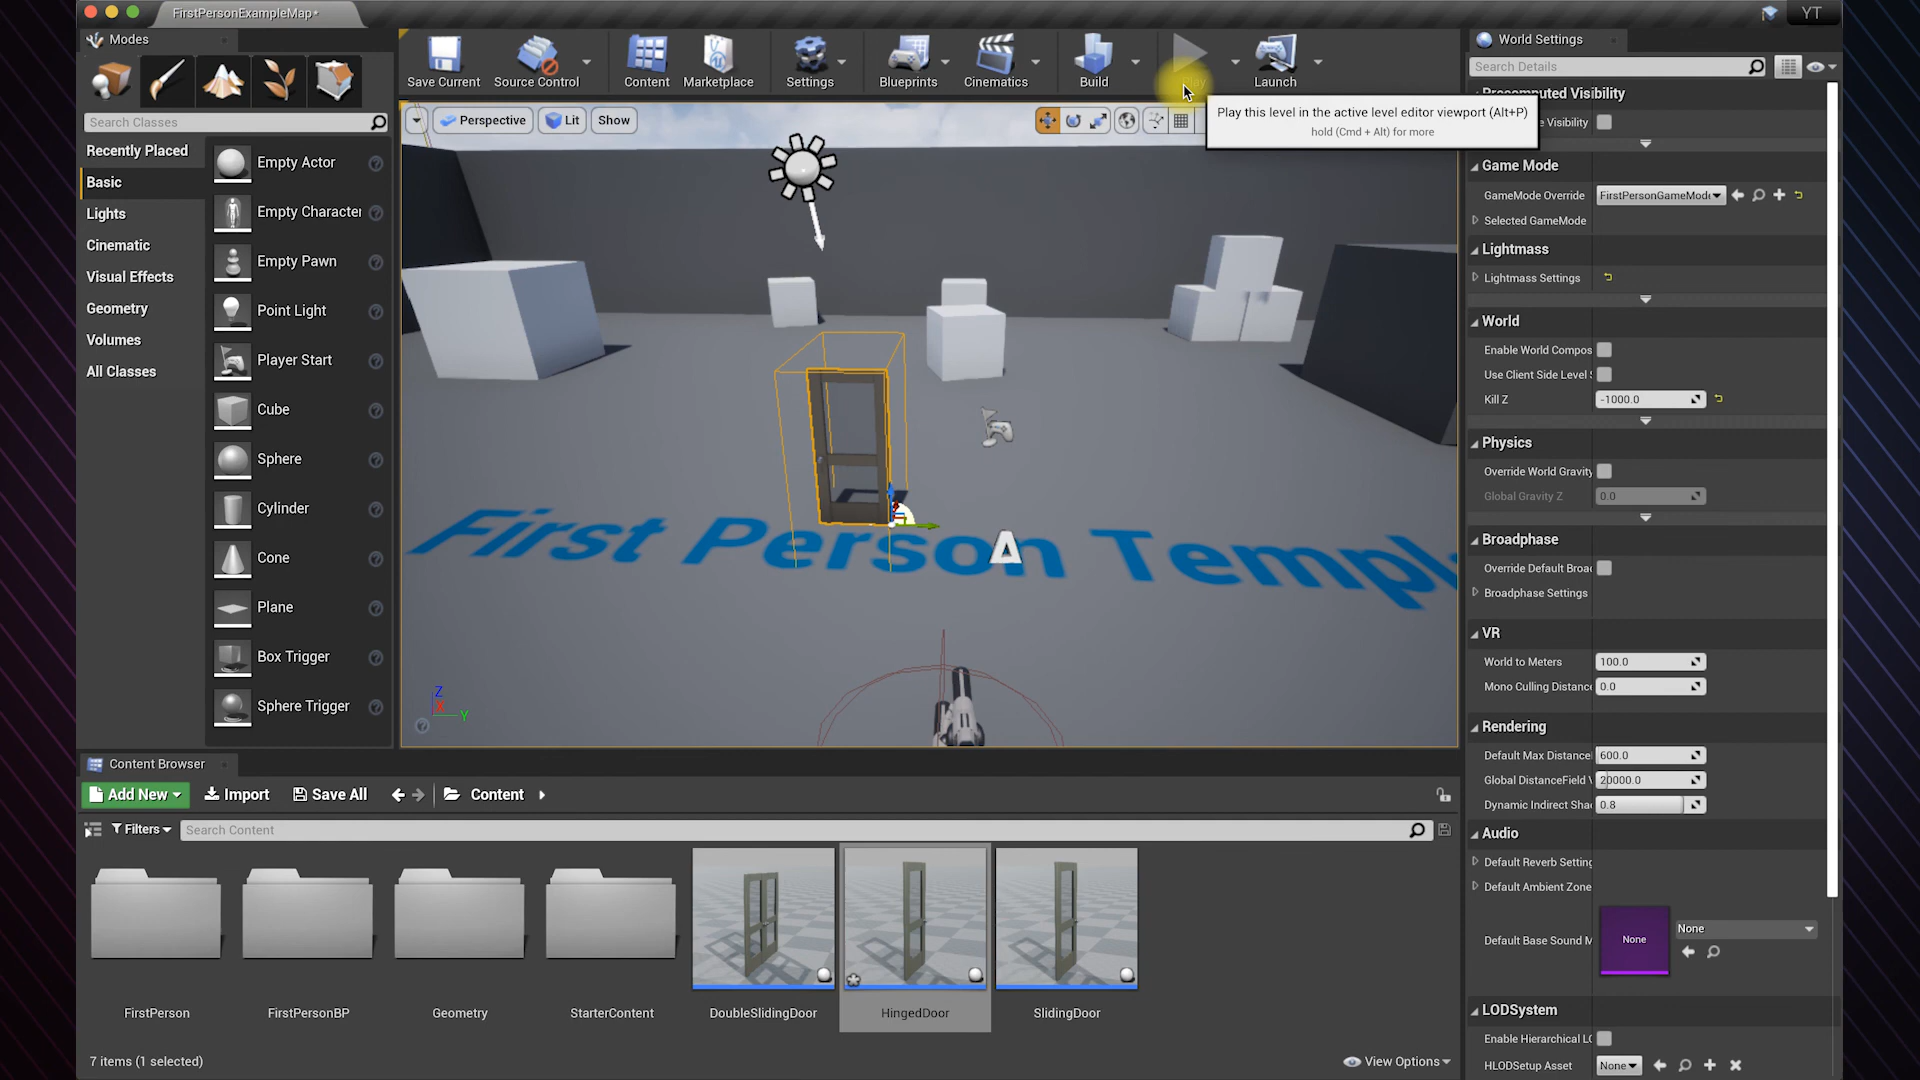 FirstPersonExampleMap*
YT
Modes
World Settings
Save Current
Source Control
Content
Marketplace
Settings
Blueprints
Cinematics
Build
Launch
Search Details
Search Classes
Perspective
Lit
Show
Play this level in the active level editor viewport (Alt+P)
hold (Cmd + Alt) for more
Precomputed Visibility
e Visibility
Recently Placed
Basic
Lights
Cinematic
Visual Effects
Geometry
Volumes
All Classes
Empty Actor
Empty Character
Empty Pawn
Point Light
Player Start
Cube
Sphere
Cylinder
Cone
Plane
Box Trigger
Sphere Trigger
First Person Templ
Z
X
Y
Game Mode
GameMode Override
FirstPersonGameMode
Selected GameMode
Lightmass
Lightmass Settings
World
Enable World Compos
Use Client Side Level S
Kill Z
-1000.0
Physics
Override World Gravity
Global Gravity Z
0.0
Broadphase
Override Default Broad
Broadphase Settings
VR
World to Meters
100.0
Mono Culling Distance
0.0
Rendering
Default Max Distance
600.0
Global DistanceField V
20000.0
Dynamic Indirect Shad
0.8
Audio
Default Reverb Setting
Default Ambient Zone
Default Base Sound M
None
None
LODSystem
Enable Hierarchical LO
HLODSetup Asset
None
Content Browser
Add New
Import
Save All
Content
Filters
Search Content
FirstPerson
FirstPersonBP
Geometry
StarterContent
DoubleSlidingDoor
HingedDoor
SlidingDoor
7 items (1 selected)
View Options